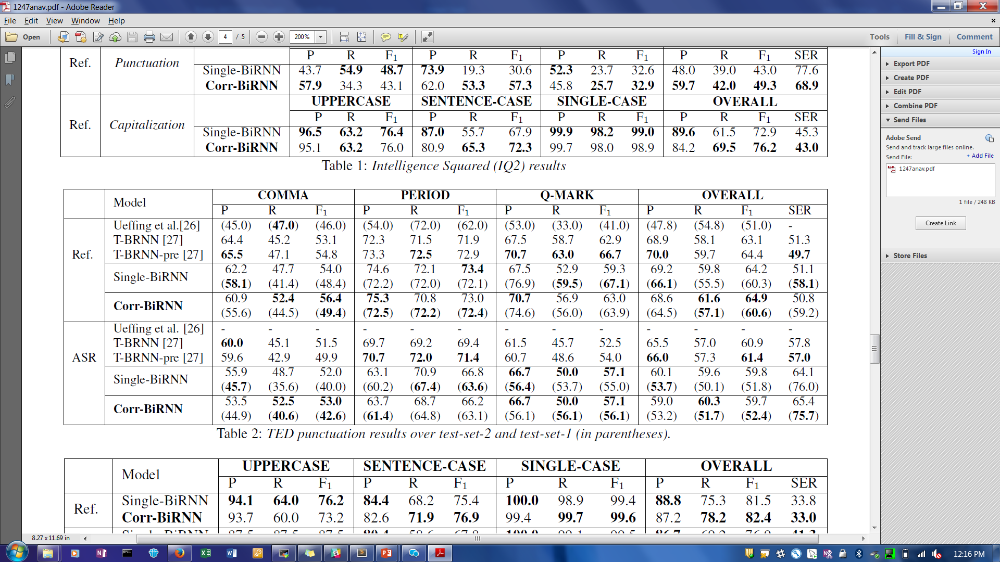 1247anav.pdf - Adobe Reader
File Edit View Window Help
Open 4 / 5 200% Tools Fill & Sign Comment
Sign In
Export PDF
Create PDF
Edit PDF
Combine PDF
Send Files
Adobe Send
Send and track large files online.
Send File: + Add File
1247anav.pdf
1 file / 248 KB
Create Link
Store Files
Ref. Punctuation P R F1 P R F1 P R F1 P R F1 SER
Single-BiRNN 43.7 54.9 48.7 73.9 19.3 30.6 52.3 23.7 32.6 48.0 39.0 43.0 77.6
Corr-BiRNN 57.9 34.3 43.1 62.0 53.3 57.3 45.8 25.7 32.9 59.7 42.0 49.3 68.9
UPPERCASE SENTENCE-CASE SINGLE-CASE OVERALL
Ref. Capitalization P R F1 P R F1 P R F1 P R F1 SER
Single-BiRNN 96.5 63.2 76.4 87.0 55.7 67.9 99.9 98.2 99.0 89.6 61.5 72.9 45.3
Corr-BiRNN 95.1 63.2 76.0 80.9 65.3 72.3 99.7 98.0 98.9 84.2 69.5 76.2 43.0
Table 1: Intelligence Squared (IQ2) results
Model COMMA PERIOD Q-MARK OVERALL
P R F1 P R F1 P R F1 P R F1 SER
Ref. Ueffing et al.[26] (45.0) (47.0) (46.0) (54.0) (72.0) (62.0) (53.0) (33.0) (41.0) (47.8) (54.8) (51.0) -
T-BRNN [27] 64.4 45.2 53.1 72.3 71.5 71.9 67.5 58.7 62.9 68.9 58.1 63.1 51.3
T-BRNN-pre [27] 65.5 47.1 54.8 73.3 72.5 72.9 70.7 63.0 66.7 70.0 59.7 64.4 49.7
Single-BiRNN 62.2 47.7 54.0 74.6 72.1 73.4 67.5 52.9 59.3 69.2 59.8 64.2 51.1
(58.1) (41.4) (48.4) (72.2) (72.0) (72.1) (76.9) (59.5) (67.1) (66.1) (55.5) (60.3) (58.1)
Corr-BiRNN 60.9 52.4 56.4 75.3 70.8 73.0 70.7 56.9 63.0 68.6 61.6 64.9 50.8
(55.6) (44.5) (49.4) (72.5) (72.2) (72.4) (74.6) (56.0) (63.9) (64.5) (57.1) (60.6) (59.2)
ASR Ueffing et al. [26] - - - - - - - - - - - - -
T-BRNN [27] 60.0 45.1 51.5 69.7 69.2 69.4 61.5 45.7 52.5 65.5 57.0 60.9 57.8
T-BRNN-pre [27] 59.6 42.9 49.9 70.7 72.0 71.4 60.7 48.6 54.0 66.0 57.3 61.4 57.0
Single-BiRNN 55.9 48.7 52.0 63.1 70.9 66.8 66.7 50.0 57.1 60.1 59.6 59.8 64.1
(45.7) (35.6) (40.0) (60.2) (67.4) (63.6) (56.4) (53.7) (55.0) (53.7) (50.1) (51.8) (76.0)
Corr-BiRNN 53.5 52.5 53.0 63.7 68.7 66.2 66.7 50.0 57.1 59.0 60.3 59.7 65.4
(44.9) (40.6) (42.6) (61.4) (64.8) (63.1) (56.1) (56.1) (56.1) (53.2) (51.7) (52.4) (75.7)
Table 2: TED punctuation results over test-set-2 and test-set-1 (in parentheses).
Model UPPERCASE SENTENCE-CASE SINGLE-CASE OVERALL
P R F1 P R F1 P R F1 P R F1 SER
Ref. Single-BiRNN 94.1 64.0 76.2 84.4 68.2 75.4 100.0 98.9 99.4 88.8 75.3 81.5 33.8
Corr-BiRNN 93.7 60.0 73.2 82.6 71.9 76.9 99.4 99.7 99.6 87.2 78.2 82.4 33.0
8.27 x 11.69 in
12:16 PM